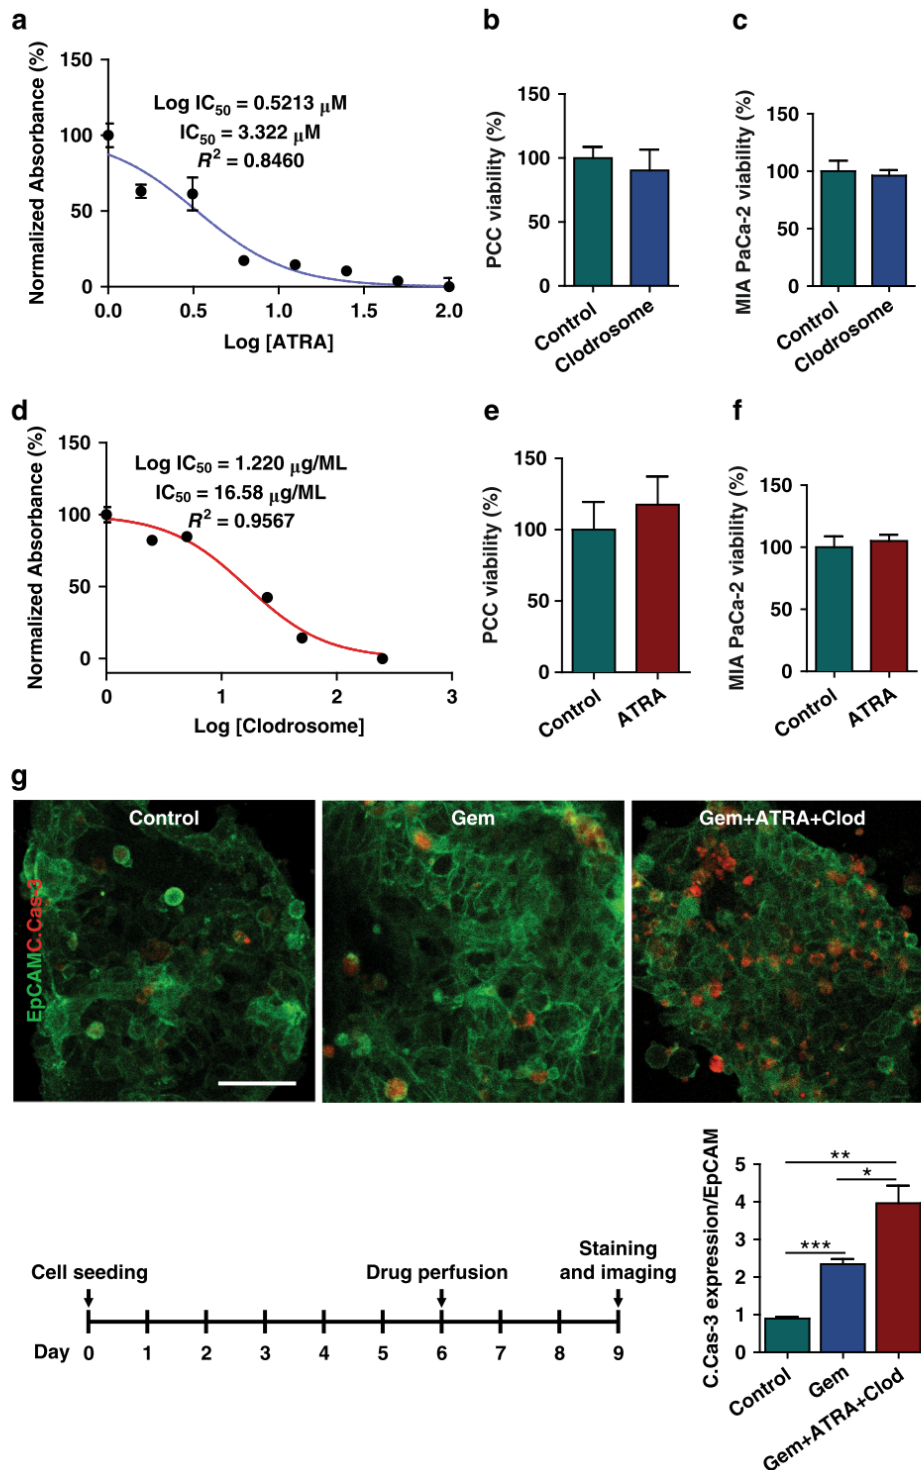 a
Normalized Absorbance (%)
150
100
50
0
Log IC50 = 0.5213 µM
IC50 = 3.322 µM
R2 = 0.8460
0.0 0.5 1.0 1.5 2.0
Log [ATRA]
b
PCC viability (%)
150
100
50
0
Control
Clodrosome
c
MIA PaCa-2 viability (%)
150
100
50
0
Control
Clodrosome
d
Normalized Absorbance (%)
150
100
50
0
Log IC50 = 1.220 µg/ML
IC50 = 16.58 µg/ML
R2 = 0.9567
0 1 2 3
Log [Clodrosome]
e
PCC viability (%)
150
100
50
0
Control
ATRA
f
MIA PaCa-2 viability (%)
150
100
50
0
Control
ATRA
g
EpCAMC.Cas-3
Control
Gem
Gem+ATRA+Clod
Cell seeding
Drug perfusion
Staining
and imaging
Day 0 1 2 3 4 5 6 7 8 9
C.Cas-3 expression/EpCAM
5
4
3
2
1
0
**
*
***
Control
Gem
Gem+ATRA+Clod